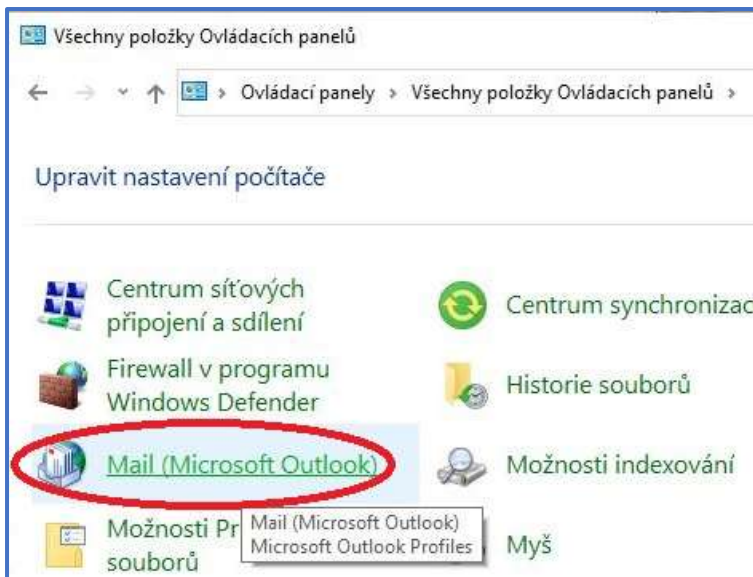 Všechny položky Ovládacích panelů
Ovládací panely › Všechny položky Ovládacích panelů ›
Upravit nastavení počítače
Centrum síťových
připojení a sdílení
Centrum synchronizac
Firewall v programu
Windows Defender
Historie souborů
Mail (Microsoft Outlook)
Možnosti indexování
Možnosti Pr
souborů
Mail (Microsoft Outlook)
Microsoft Outlook Profiles
Myš